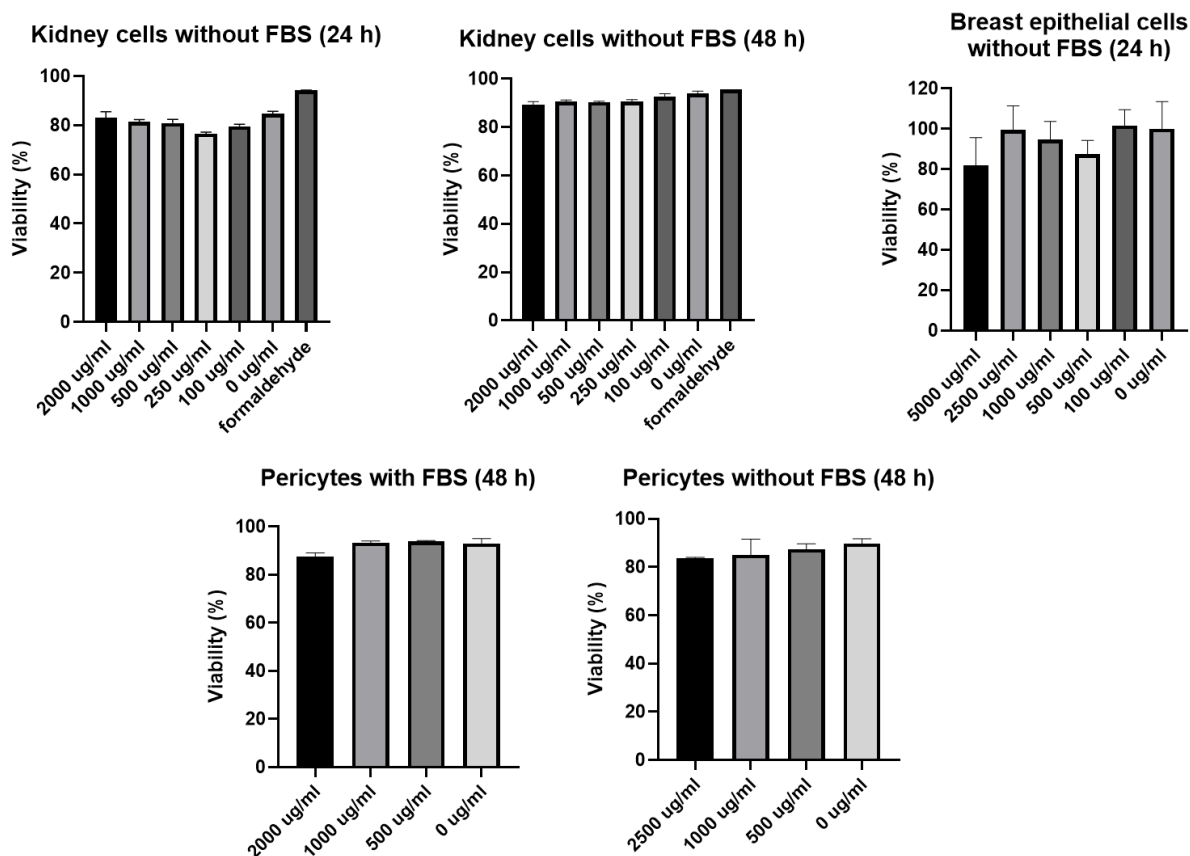 Kidney cells without FBS (24 h)
Viability (%)
100
80
60
40
20
0
2000 ug/ml
1000 ug/ml
500 ug/ml
250 ug/ml
100 ug/ml
0 ug/ml
formaldehyde
Kidney cells without FBS (48 h)
Viability (%)
100
80
60
40
20
0
2000 ug/ml
1000 ug/ml
500 ug/ml
250 ug/ml
100 ug/ml
0 ug/ml
formaldehyde
Breast epithelial cells
without FBS (24 h)
Viability (%)
120
100
80
60
40
20
0
5000 ug/ml
2500 ug/ml
1000 ug/ml
500 ug/ml
100 ug/ml
0 ug/ml
Pericytes with FBS (48 h)
Viability (%)
100
80
60
40
20
0
2000 ug/ml
1000 ug/ml
500 ug/ml
0 ug/ml
Pericytes without FBS (48 h)
Viability (%)
100
80
60
40
20
0
2500 ug/ml
1000 ug/ml
500 ug/ml
0 ug/ml